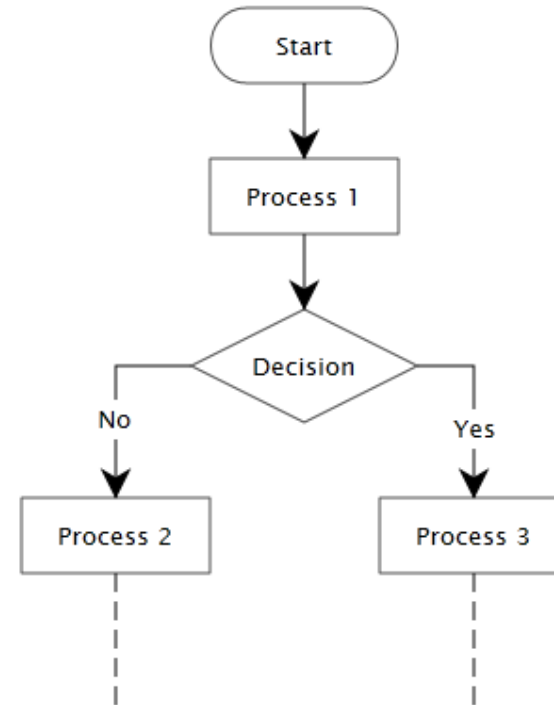 Start
Process 1
Decision
No
Yes
Process 2
Process 3